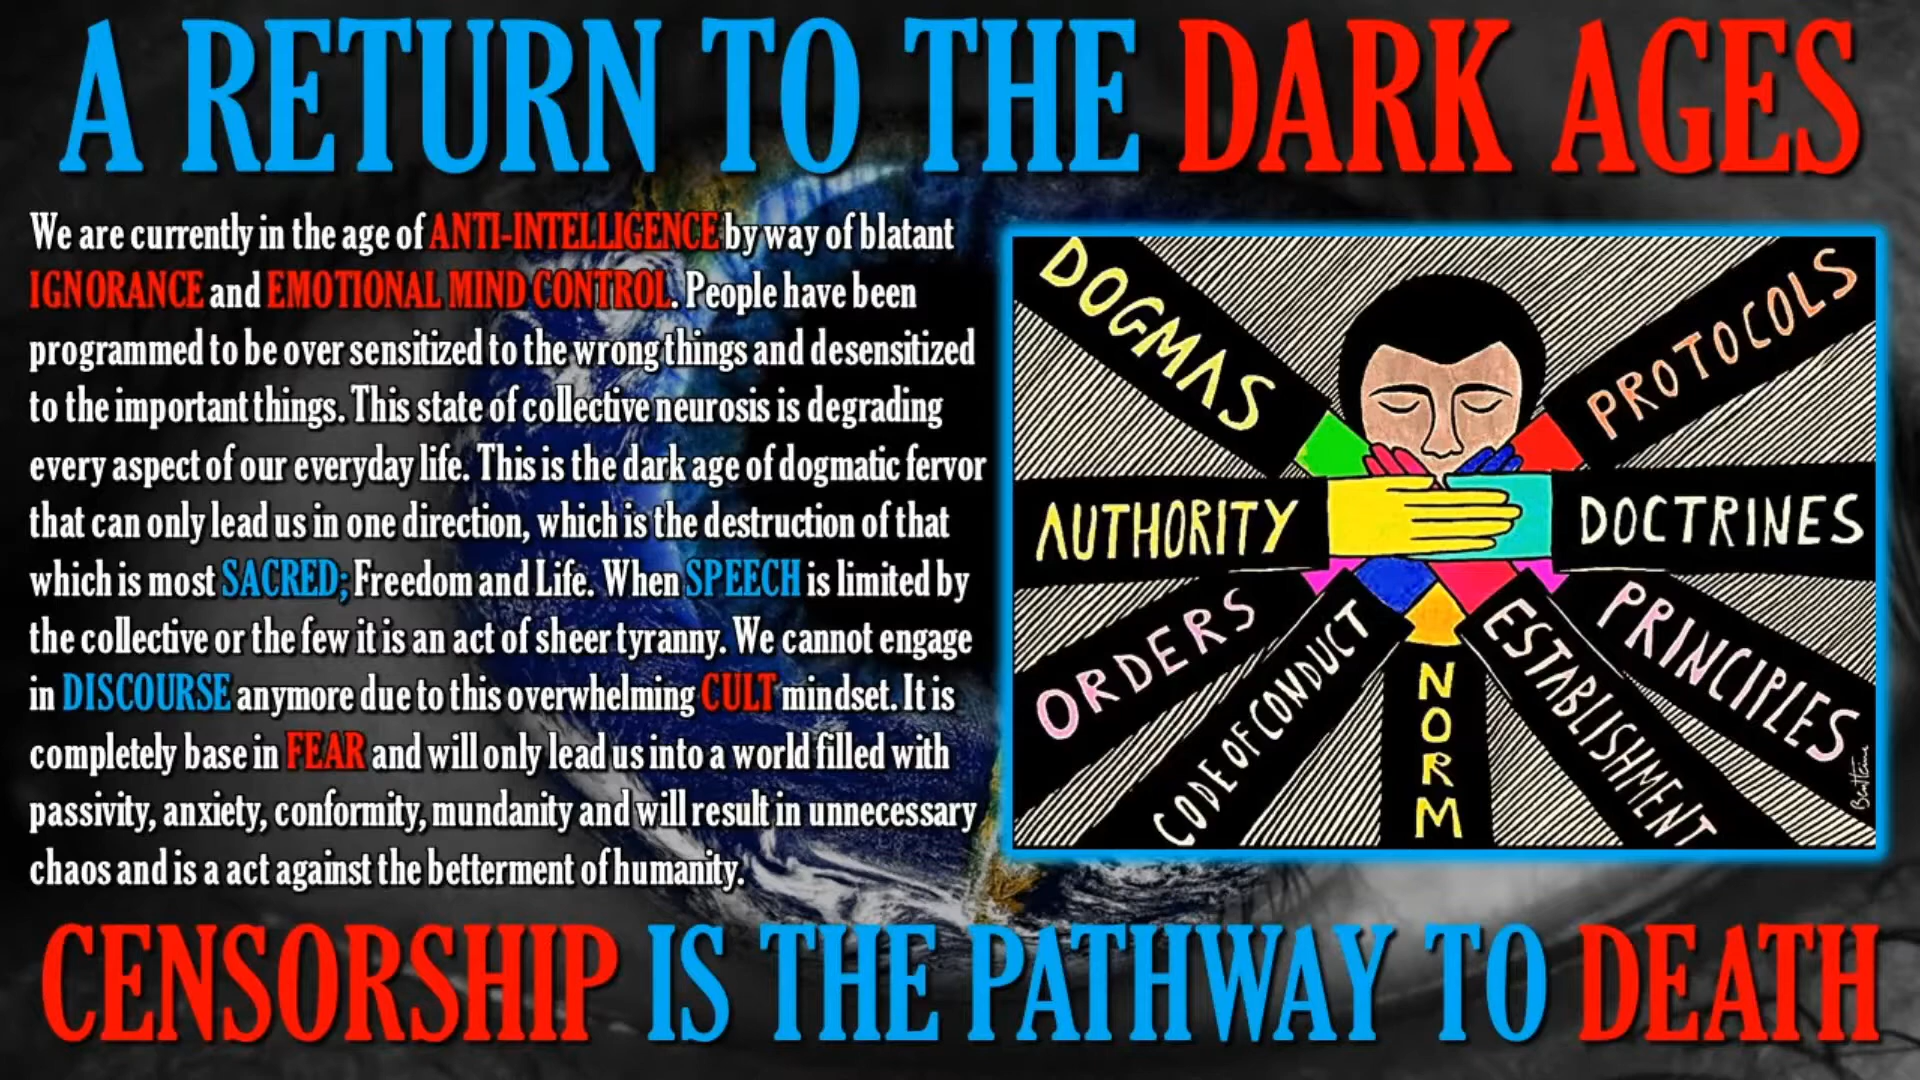 A RETURN TO THE DARK AGES
We are currently in the age of ANTI-INTELLIGENCE by way of blatant
IGNORANCE and EMOTIONAL MIND CONTROL. People have been
programmed to be over sensitized to the wrong things and desensitized
to the important things. This state of collective neurosis is degrading
every aspect of our everyday life. This is the dark age of dogmatic fervor
that can only lead us in one direction, which is the destruction of that
which is most SACRED; Freedom and Life. When SPEECH is limited by
the collective or the few it is an act of sheer tyranny. We cannot engage
in DISCOURSE anymore due to this overwhelming CULT mindset. It is
completely base in FEAR and will only lead us into a world filled with
passivity, anxiety, conformity, mundanity and will result in unnecessary
chaos and is a act against the betterment of humanity.
DOGMAS
PROTOCOLS
AUTHORITY
DOCTRINES
ORDERS
CODE OF CONDUCT
NORM
ESTABLISHMENT
PRINCIPLES
CENSORSHIP IS THE PATHWAY TO DEATH